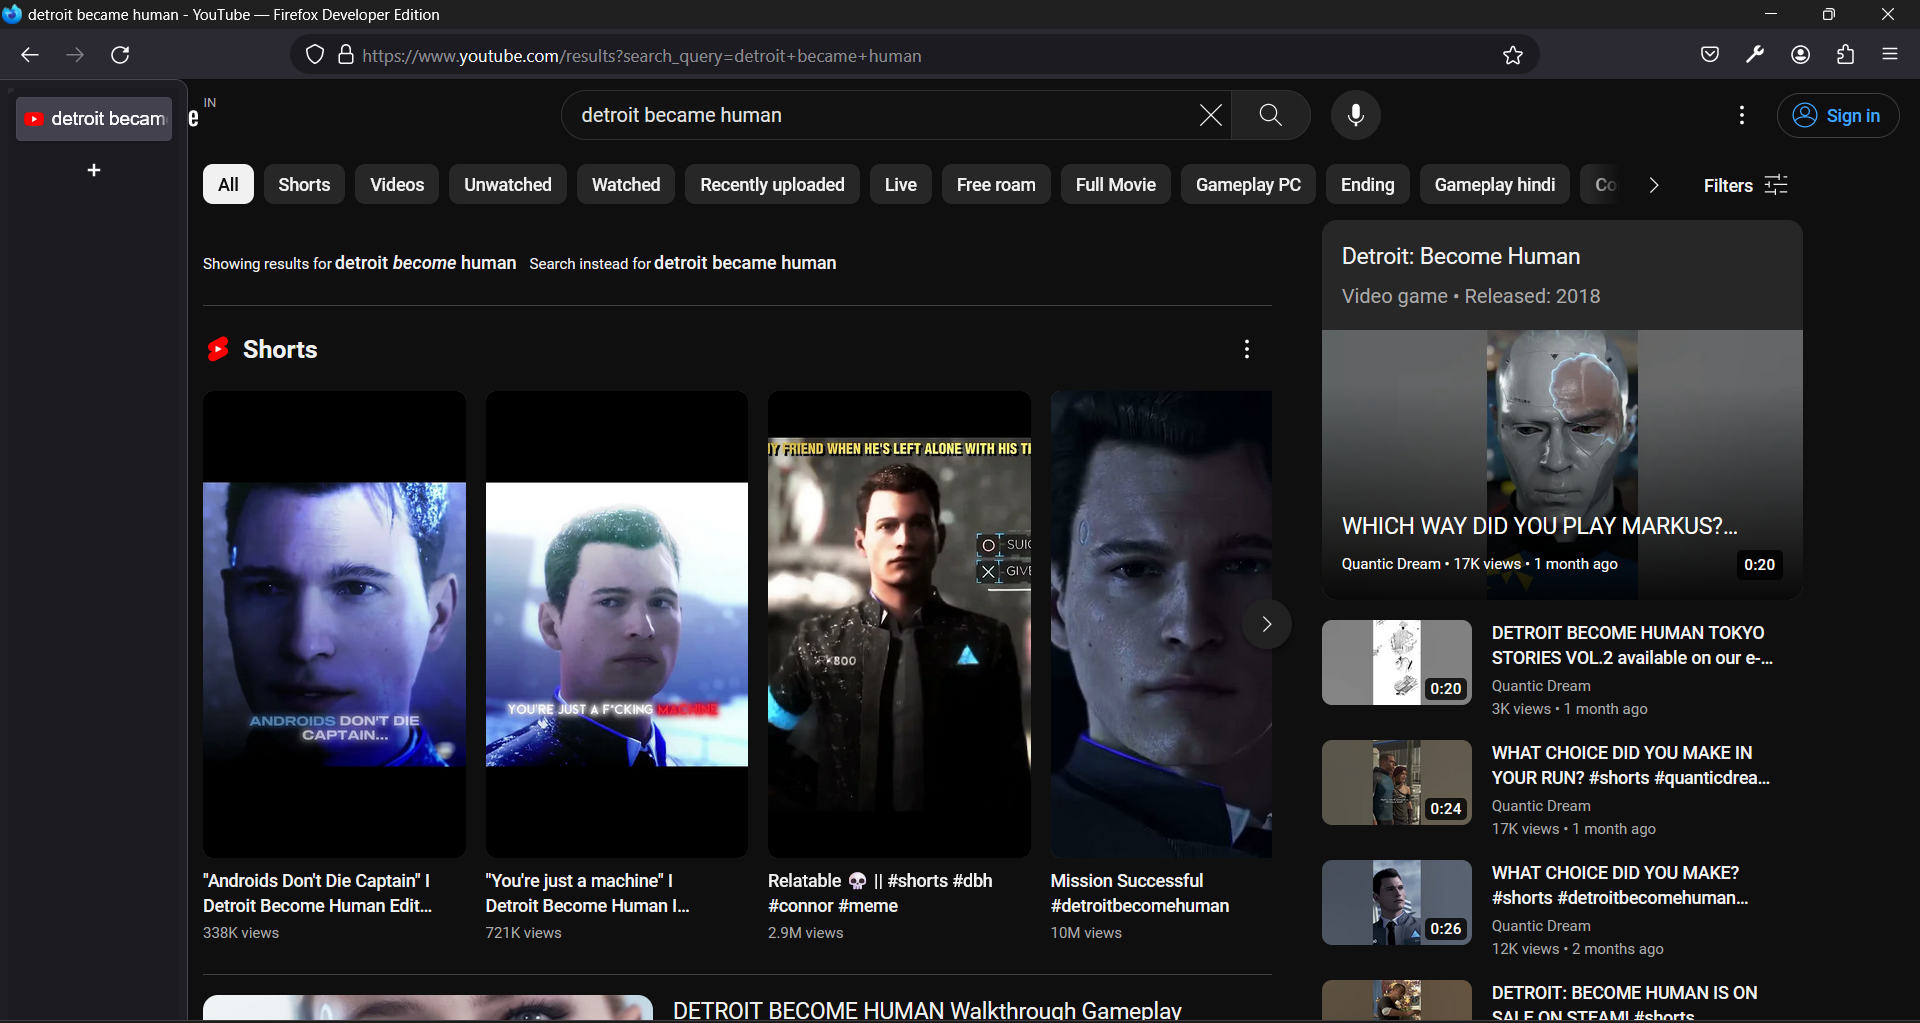 detroit became human - YouTube — Firefox Developer Edition
https://www.youtube.com/results?search_query=detroit+became+human
detroit becam
e
IN
detroit became human
Sign in
All
Shorts
Videos
Unwatched
Watched
Recently uploaded
Live
Free roam
Full Movie
Gameplay PC
Ending
Gameplay hindi
Co
Filters
Showing results for detroit become human Search instead for detroit became human
Shorts
ANDROIDS DON'T DIE
CAPTAIN...
"Androids Don't Die Captain" I
Detroit Become Human Edit...
338K views
YOU'RE JUST A F*CKING MACHINE
"You're just a machine" I
Detroit Become Human I...
721K views
Y FRIEND WHEN HE'S LEFT ALONE WITH HIS TH
SUIC
GIVE
RK800
Relatable 💀 || #shorts #dbh
#connor #meme
2.9M views
Mission Successful
#detroitbecomehuman
10M views
DETROIT BECOME HUMAN Walkthrough Gameplay
Detroit: Become Human
Video game • Released: 2018
WHICH WAY DID YOU PLAY MARKUS?...
Quantic Dream • 17K views • 1 month ago
0:20
DETROIT BECOME HUMAN TOKYO
STORIES VOL.2 available on our e-...
Quantic Dream
3K views • 1 month ago
0:20
WHAT CHOICE DID YOU MAKE IN
YOUR RUN? #shorts #quanticdrea...
Quantic Dream
17K views • 1 month ago
0:24
WHAT CHOICE DID YOU MAKE?
#shorts #detroitbecomehuman...
Quantic Dream
12K views • 2 months ago
0:26
DETROIT: BECOME HUMAN IS ON
SALE ON STEAM! #shorts